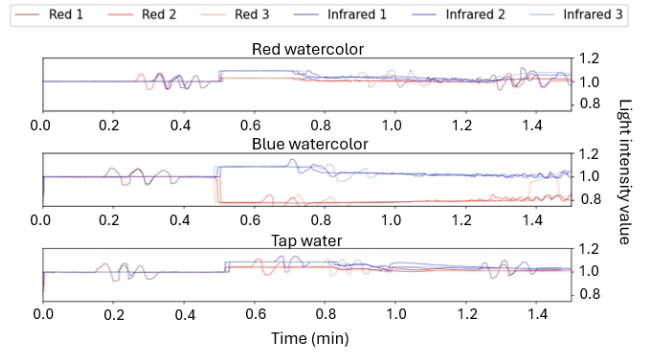 Red 1 Red 2 Red 3 Infrared 1 Infrared 2 Infrared 3
Red watercolor
1.2
1.0
0.8
0.0 0.2 0.4 0.6 0.8 1.0 1.2 1.4
Blue watercolor
1.2
1.0
0.8
0.0 0.2 0.4 0.6 0.8 1.0 1.2 1.4
Tap water
1.2
1.0
0.8
0.0 0.2 0.4 0.6 0.8 1.0 1.2 1.4
Time (min)
Light intensity value